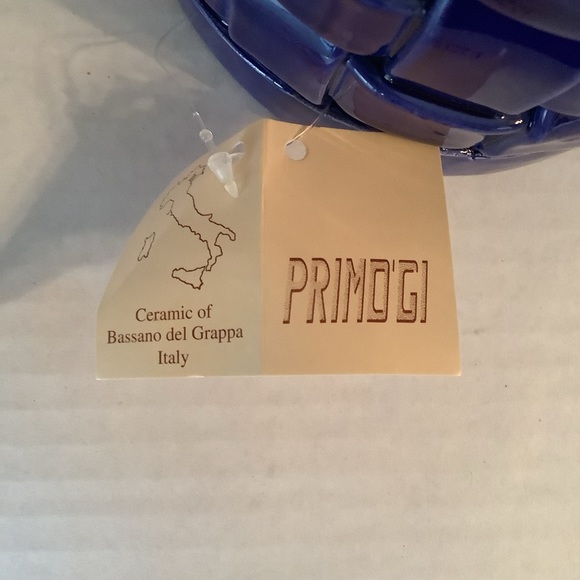 Ceramic of
Bassano del Grappa
Italy
PRIMO'GI